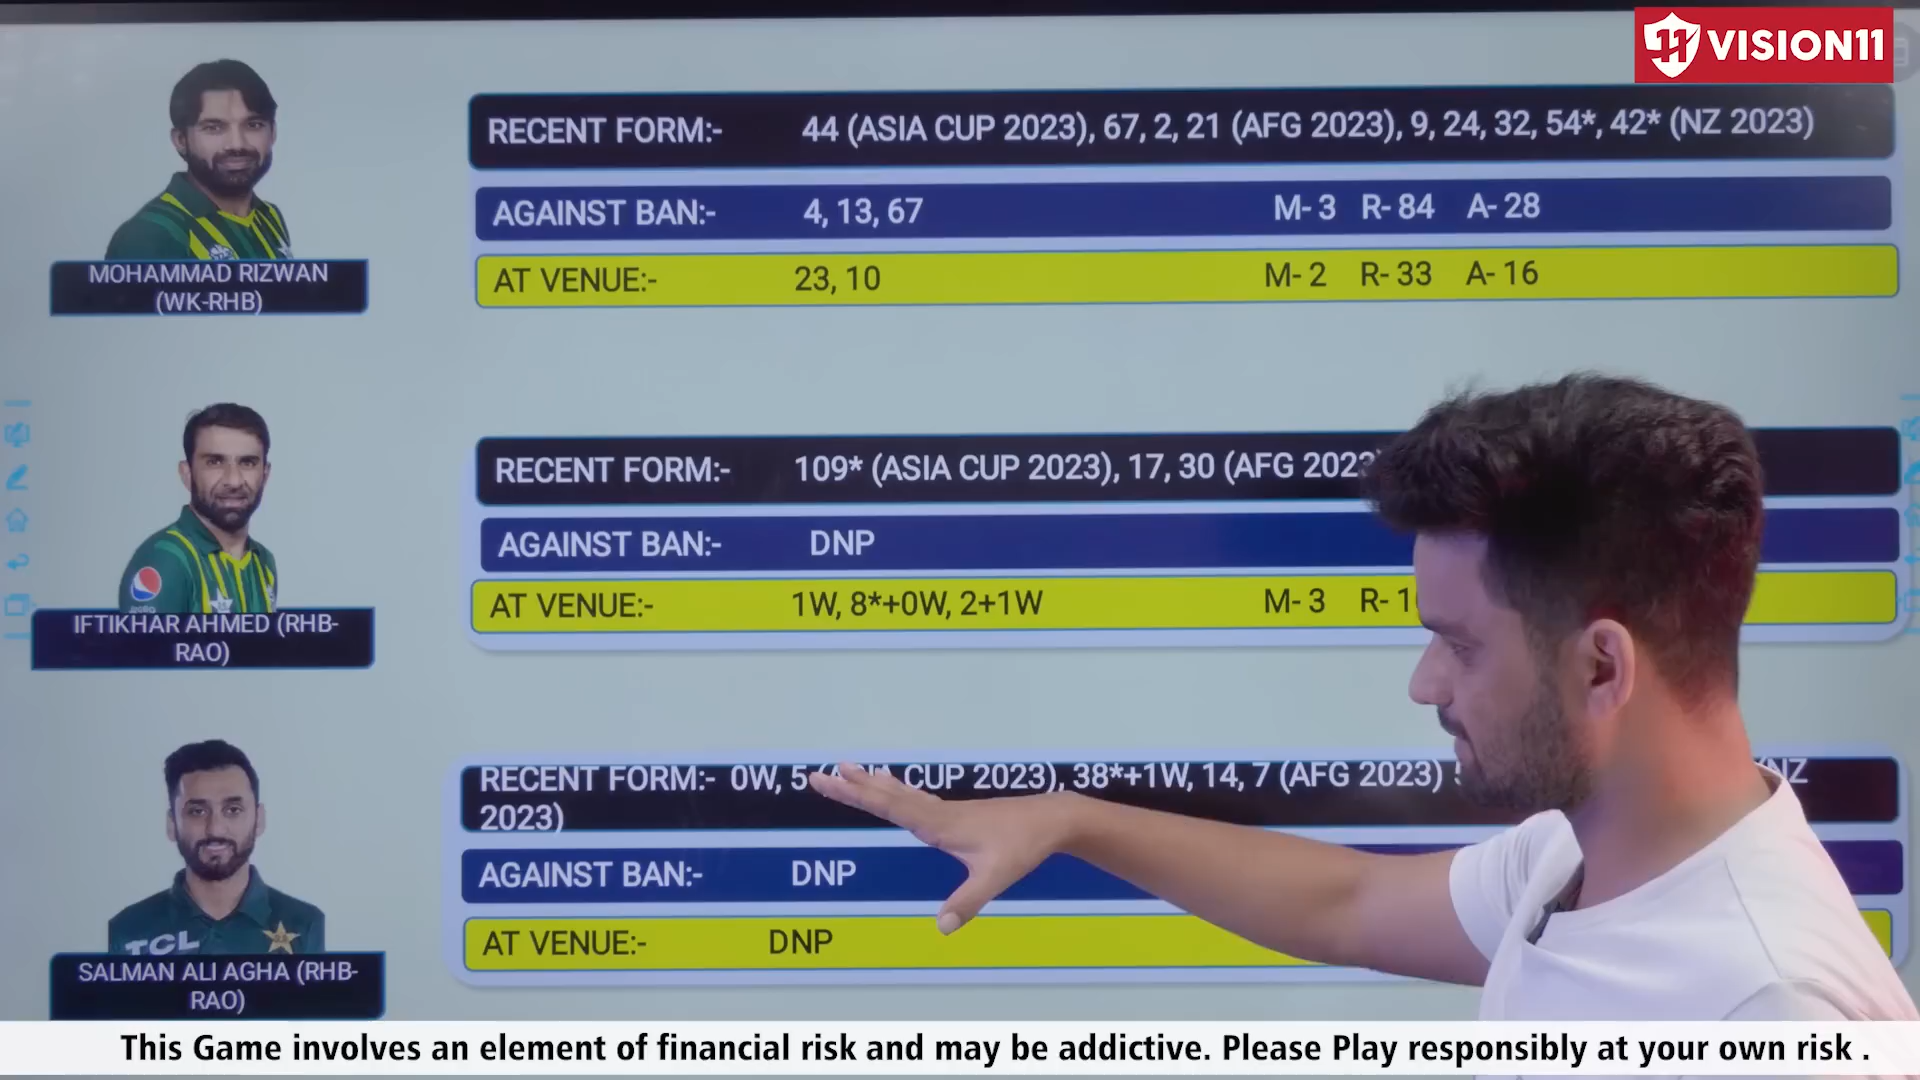 VISION11
RECENT FORM:- 44 (ASIA CUP 2023), 67, 2, 21 (AFG 2023), 9, 24, 32, 54*, 42* (NZ 2023)
AGAINST BAN:- 4, 13, 67 M- 3 R- 84 A- 28
AT VENUE:- 23, 10 M- 2 R- 33 A- 16
MOHAMMAD RIZWAN
(WK-RHB)
RECENT FORM:- 109* (ASIA CUP 2023), 17, 30 (AFG 2023
AGAINST BAN:- DNP
AT VENUE:- 1W, 8*+0W, 2+1W M- 3 R-
IFTIKHAR AHMED (RHB-
RAO)
RECENT FORM:- 0W, 5 CUP 2023), 38*+1W, 14, 7 (AFG 2023) (NZ
2023)
AGAINST BAN:- DNP
AT VENUE:- DNP
TCL
SALMAN ALI AGHA (RHB-
RAO)
This Game involves an element of financial risk and may be addictive. Please Play responsibly at your own risk .